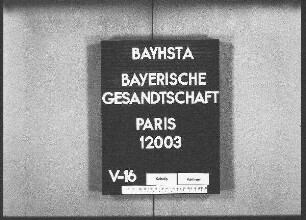 BAYHSTA
BAYERISCHE
GESANDTSCHAFT
PARIS
12003
V-16